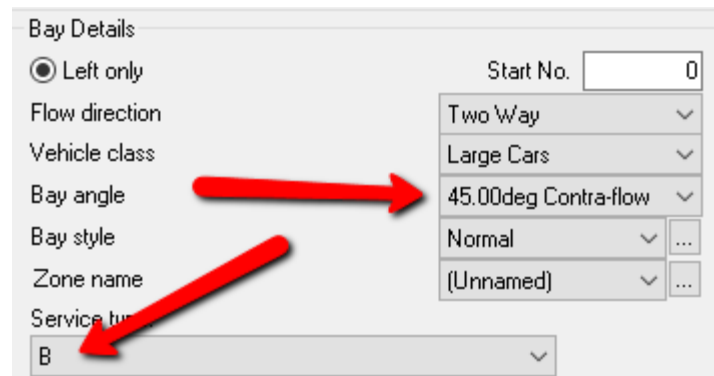 Bay Details
Left only Start No. 0
Flow direction Two Way
Vehicle class Large Cars
Bay angle 45.00deg Contra-flow
Bay style Normal ...
Zone name (Unnamed) ...
Service
B